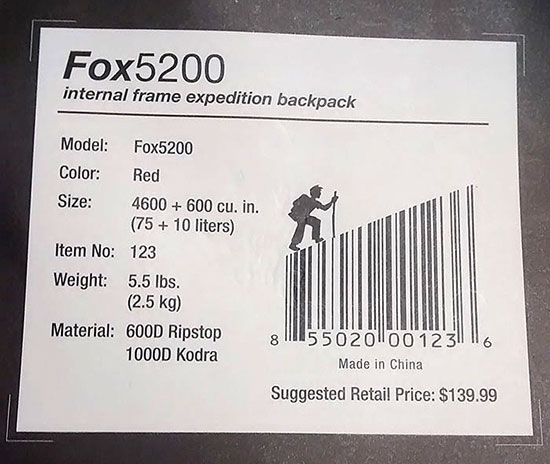 Fox5200
internal frame expedition backpack
Model: Fox5200
Color: Red
Size: 4600 + 600 cu. in.
(75 + 10 liters)
Item No: 123
Weight: 5.5 lbs.
(2.5 kg)
Material: 600D Ripstop
1000D Kodra
8 55020 00123 6
Made in China
Suggested Retail Price: $139.99